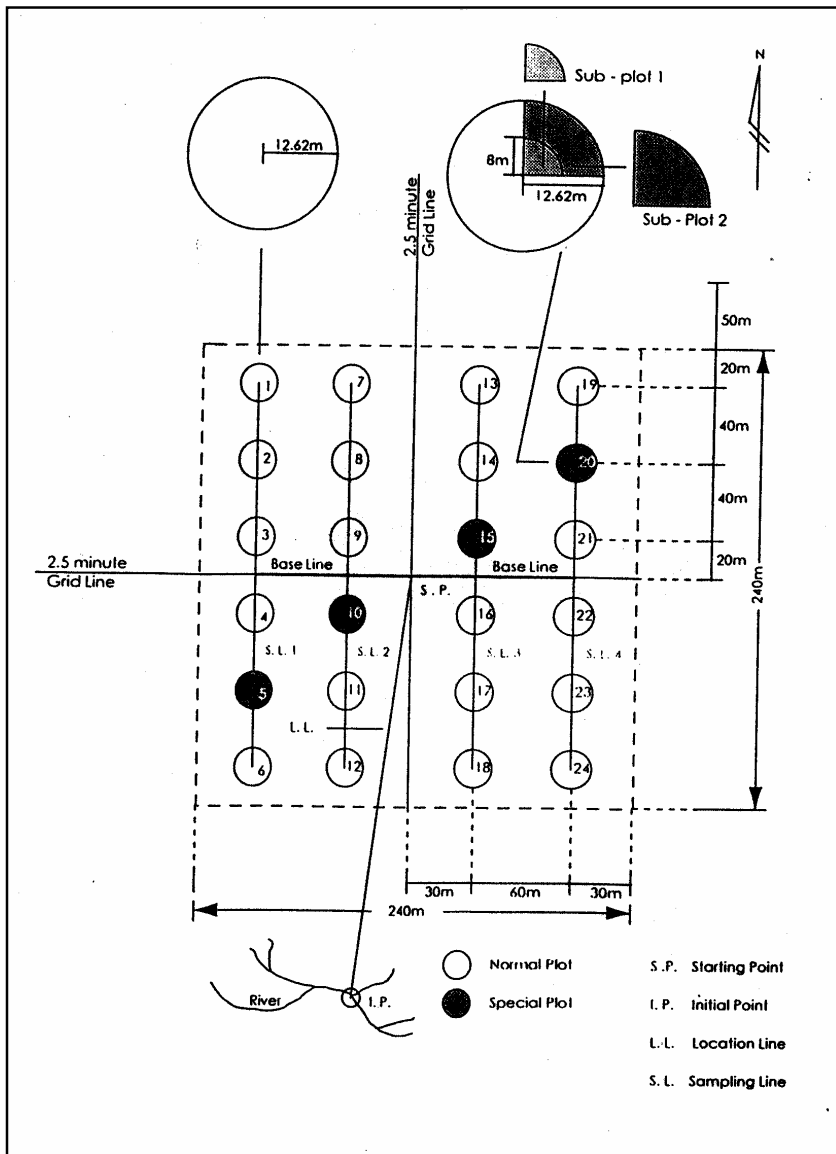 N
Sub - plot 1
12.62m
8m
12.62m
Sub - Plot 2
2.5 minute
Grid Line
50m
20m
40m
40m
20m
240m
1
7
13
19
2
8
14
20
3
9
15
21
2.5 minute
Grid Line
Base Line
Base Line
S . P.
4
10
16
22
S. L. 1
S. L. 2
S. L. 3
S. L. 4
5
11
17
23
L. L.
6
12
18
24
30m
60m
30m
240m
River
I. P.
Normal Plot
Special Plot
S .P. Starting Point
I. P. Initial Point
L. L. Location Line
S. L. Sampling Line